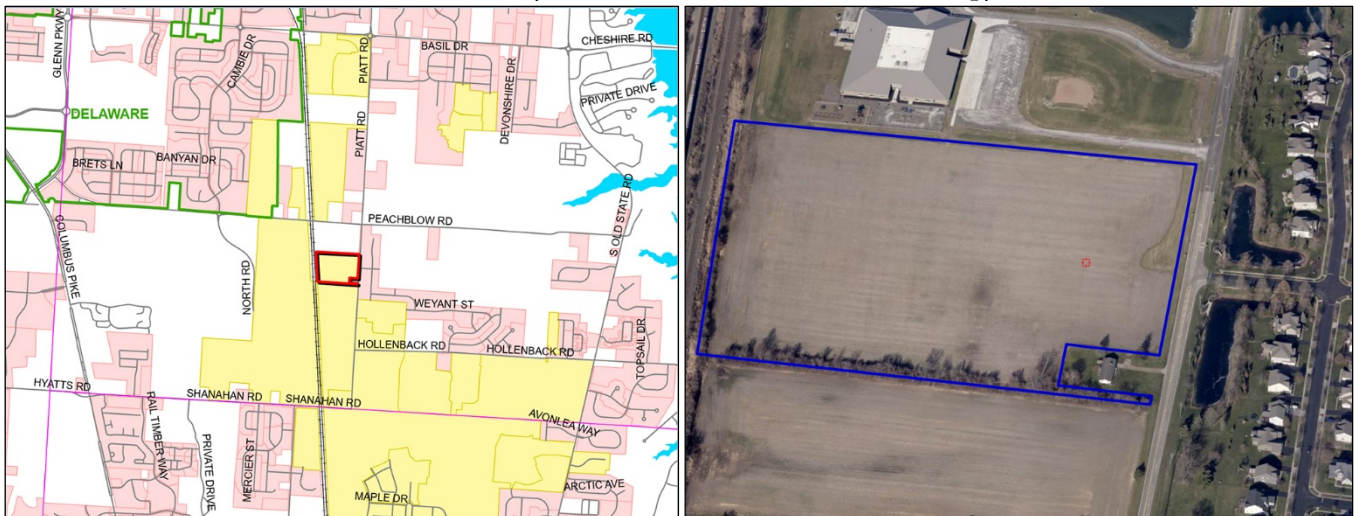 GLENN PKWY
CAMBIE DR
PIATT RD
BASIL DR
CHESHIRE RD
PRIVATE DRIVE
DEVONSHIRE DR
DELAWARE
PIATT RD
BRETS LN
BANYAN DR
PEACHBLOW RD
S OLD STATE RD
COLUMBUS PIKE
NORTH RD
WEYANT ST
HOLLENBACK RD
HOLLENBACK RD
TOPSAIL DR
HYATTS RD
SHANAHAN RD
SHANAHAN RD
AVONLEA WAY
RAIL TIMBER WAY
PRIVATE DRIVE
MERCIER ST
MAPLE DR
ARCTIC AVE